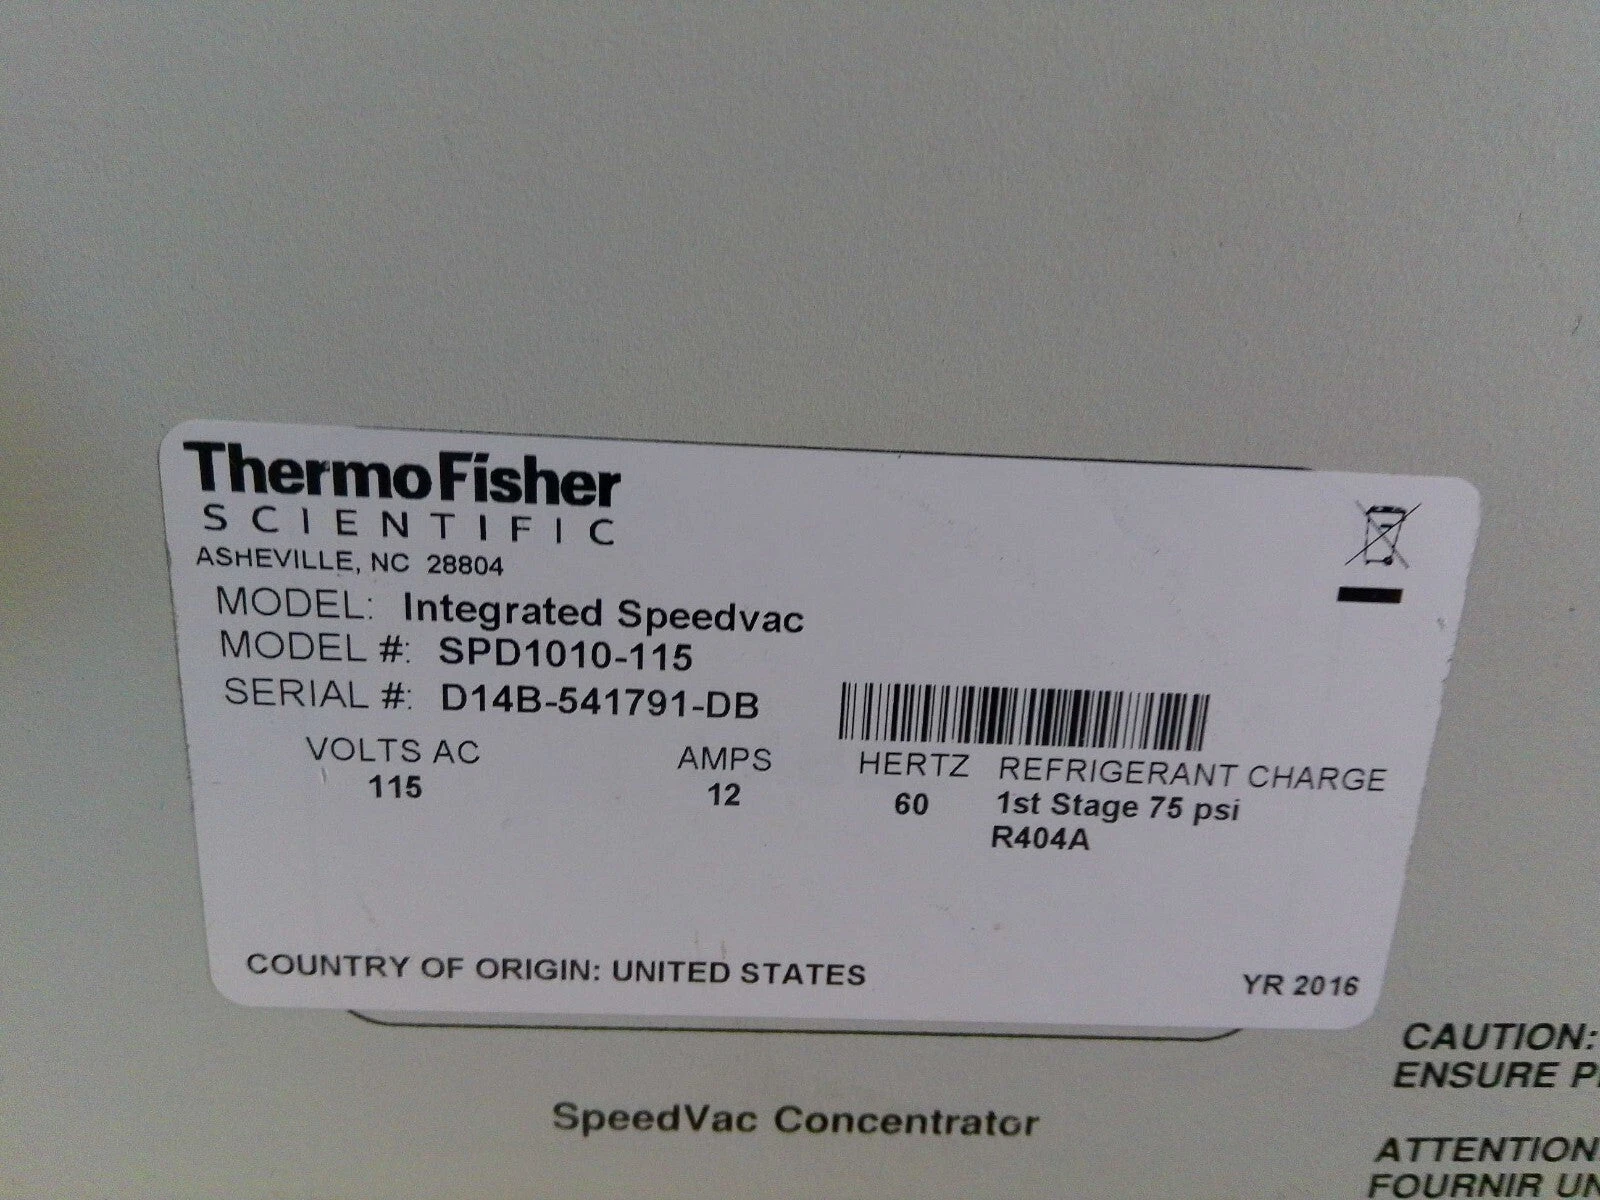 ThermoFisher
SCIENTIFIC
ASHEVILLE, NC 28804
MODEL: Integrated Speedvac
MODEL #: SPD1010-115
SERIAL #: D14B-541791-DB
VOLTS AC AMPS HERTZ REFRIGERANT CHARGE
115 12 60 1st Stage 75 psi
R404A
COUNTRY OF ORIGIN: UNITED STATES YR 2016
SpeedVac Concentrator
CAUTION:
ENSURE
ATTENTION
FOURNIR